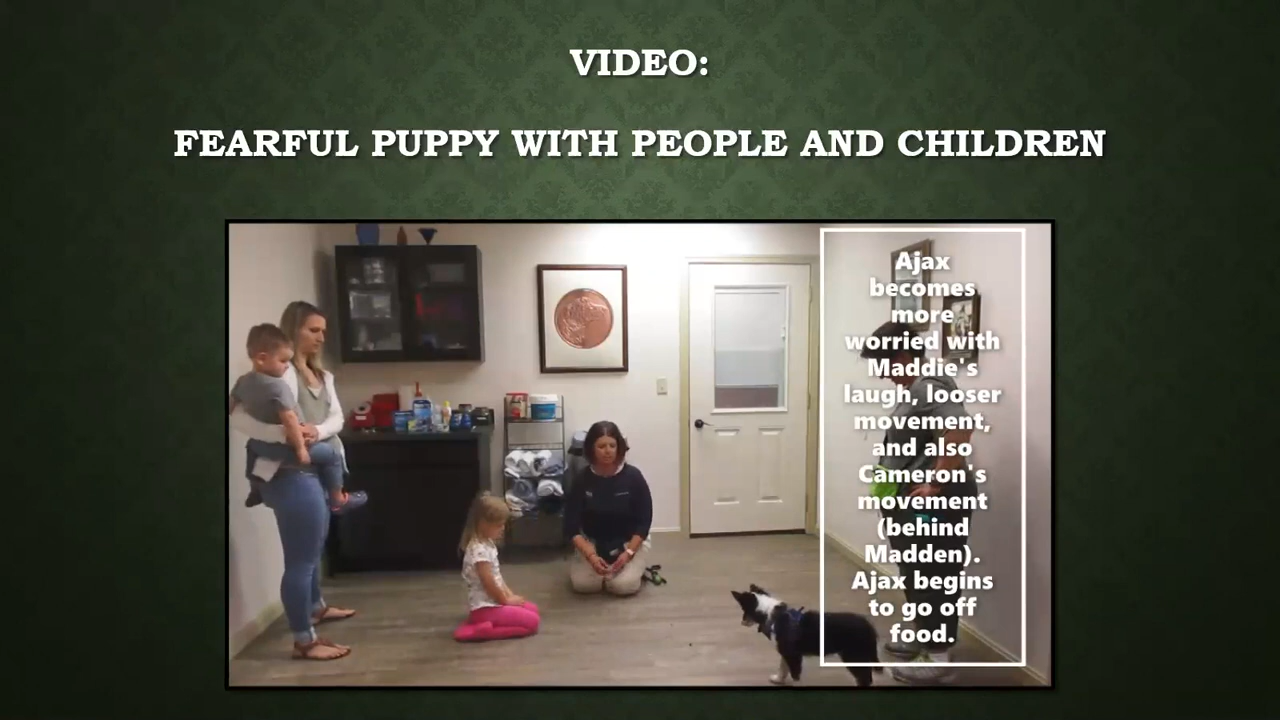 VIDEO:
FEARFUL PUPPY WITH PEOPLE AND CHILDREN
Ajax
becomes
more
worried with
Maddie's
laugh, looser
movement,
and also
Cameron's
movement
(behind
Madden).
Ajax begins
to go off
food.